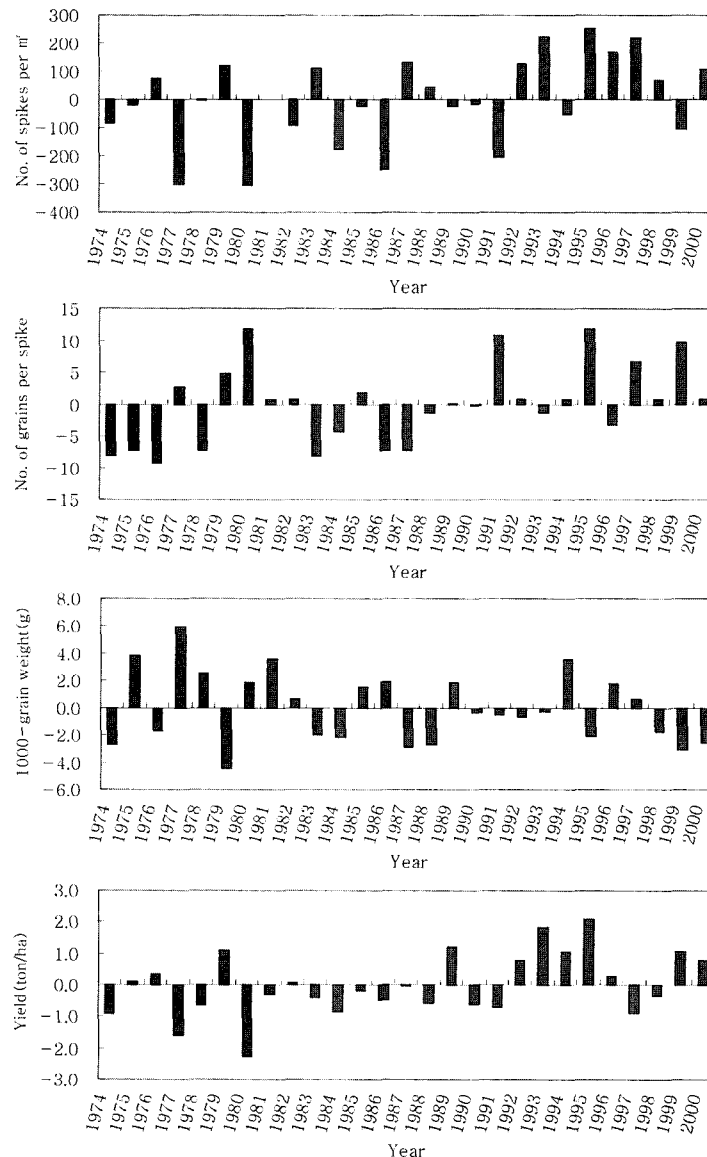 No. of spikes per ㎡
300
200
100
0
−100
−200
−300
−400
1974 1975 1976 1977 1978 1979 1980 1981 1982 1983 1984 1985 1986 1987 1988 1989 1990 1991 1992 1993 1994 1995 1996 1997 1998 1999 2000
Year
No. of grains per spike
15
10
5
0
−5
−10
−15
1974 1975 1976 1977 1978 1979 1980 1981 1982 1983 1984 1985 1986 1987 1988 1989 1990 1991 1992 1993 1994 1995 1996 1997 1998 1999 2000
Year
1000-grain weight(g)
8.0
6.0
4.0
2.0
0.0
−2.0
−4.0
−6.0
1974 1975 1976 1977 1978 1979 1980 1981 1982 1983 1984 1985 1986 1987 1988 1989 1990 1991 1992 1993 1994 1995 1996 1997 1998 1999 2000
Year
Yield(ton/ha)
3.0
2.0
1.0
0.0
−1.0
−2.0
−3.0
1974 1975 1976 1977 1978 1979 1980 1981 1982 1983 1984 1985 1986 1987 1988 1989 1990 1991 1992 1993 1994 1995 1996 1997 1998 1999 2000
Year